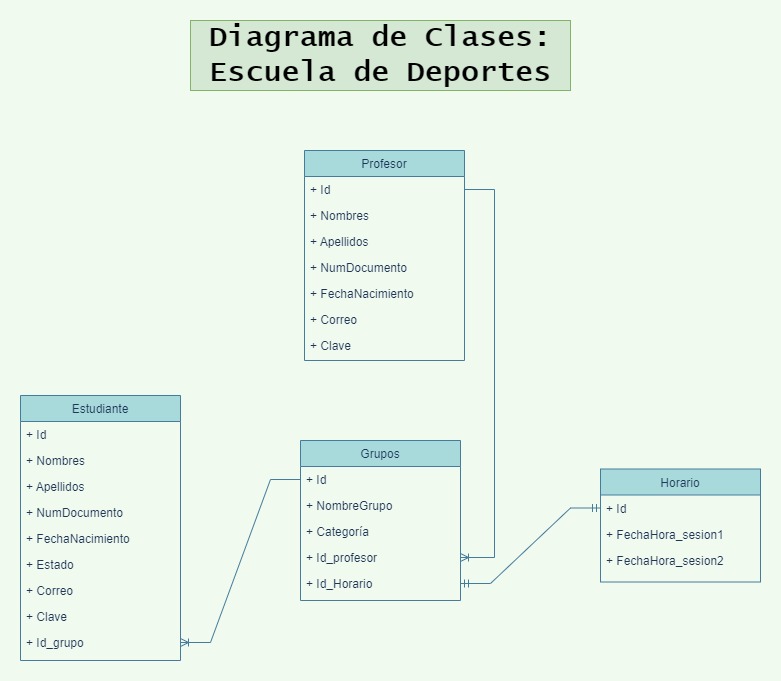 Diagrama de Clases:
Escuela de Deportes
Profesor
+ Id
+ Nombres
+ Apellidos
+ NumDocumento
+ FechaNacimiento
+ Correo
+ Clave
Estudiante
+ Id
+ Nombres
+ Apellidos
+ NumDocumento
+ FechaNacimiento
+ Estado
+ Correo
+ Clave
+ Id_grupo
Grupos
+ Id
+ NombreGrupo
+ Categoría
+ Id_profesor
+ Id_Horario
Horario
+ Id
+ FechaHora_sesion1
+ FechaHora_sesion2